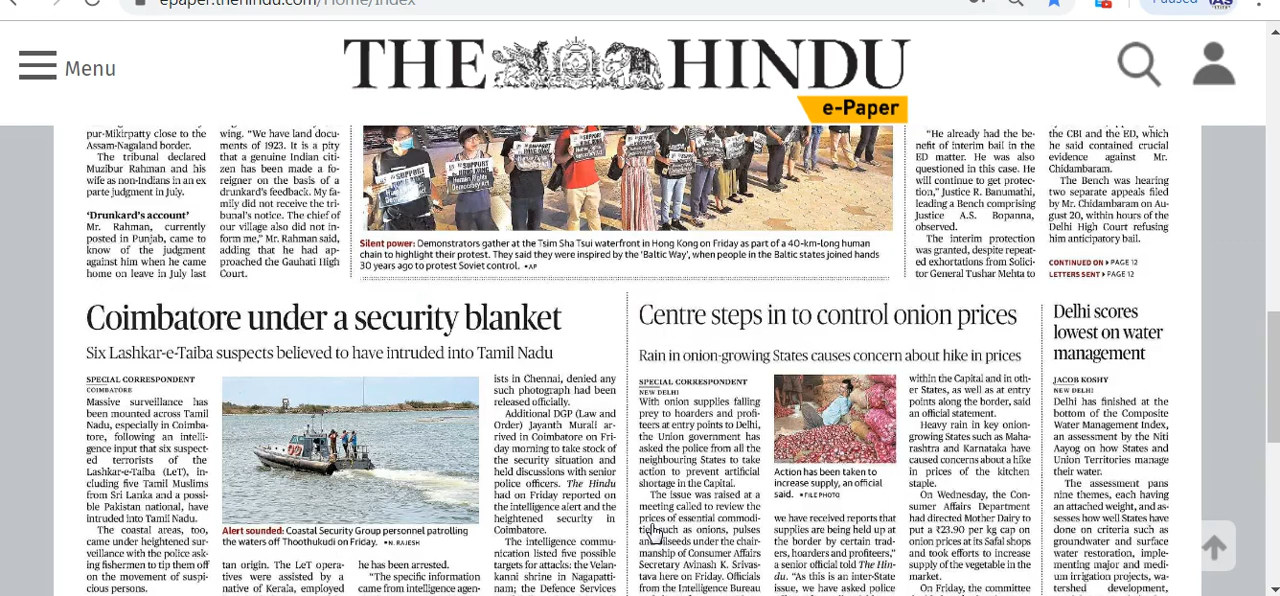 epaper.thehindu.com/Home/Index
Paused
IAS
Menu
THE HINDU
e-Paper
pur-Mikirpatty close to the
Assam-Nagaland border.
The tribunal declared
Muzibur Rahman and his
wife as non-Indians in an ex
parte judgment in July.
‘Drunkard’s account’
Mr. Rahman, currently
posted in Punjab, came to
know of the judgment
against him when he came
home on leave in July last
wing. “We have land docu-
ments of 1923. It is a pity
that a genuine Indian citi-
zen has been made a fo-
reigner on the basis of a
drunkard’s feedback. My fa-
mily did not receive the tri-
bunal’s notice. The chief of
our village also did not in-
form me,” Mr. Rahman said,
adding that he had ap-
proached the Gauhati High
Court.
Silent power: Demonstrators gather at the Tsim Sha Tsui waterfront in Hong Kong on Friday as part of a 40-km-long human
chain to highlight their protest. They said they were inspired by the ‘Baltic Way’, when people in the Baltic states joined hands
30 years ago to protest Soviet control. ▪AP
“He already had the be-
nefit of interim bail in the
ED matter. He was also
questioned in this case. He
will continue to get protec-
tion,” Justice R. Banumathi,
leading a Bench comprising
Justice A.S. Bopanna,
observed.
The interim protection
was granted, despite repeat-
ed exhortations from Solici-
tor General Tushar Mehta to
the CBI and the ED, which
he said contained crucial
evidence against Mr.
Chidambaram.
The Bench was hearing
two separate appeals filed
by Mr. Chidambaram on Au-
gust 20, within hours of the
Delhi High Court refusing
him anticipatory bail.
CONTINUED ON ▸ PAGE 12
LETTERS SENT ▸ PAGE 12
Coimbatore under a security blanket
Six Lashkar-e-Taiba suspects believed to have intruded into Tamil Nadu
SPECIAL CORRESPONDENT
COIMBATORE
Massive surveillance has
been mounted across Tamil
Nadu, especially in Coimba-
tore, following an intelli-
gence input that six suspect-
ed terrorists of the
Lashkar-e-Taiba (LeT), in-
cluding five Tamil Muslims
from Sri Lanka and a possi-
ble Pakistan national, have
intruded into Tamil Nadu.
The coastal areas, too,
came under heightened sur-
veillance with the police ask-
ing fishermen to tip them off
on the movement of suspi-
cious persons.
Alert sounded: Coastal Security Group personnel patrolling
the waters off Thoothukudi on Friday. ▪N. RAJESH
tan origin. The LeT opera-
tives were assisted by a
native of Kerala, employed
he has been arrested.
“The specific information
came from intelligence agen-
ists in Chennai, denied any
such photograph had been
released officially.
Additional DGP (Law and
Order) Jayanth Murali ar-
rived in Coimbatore on Fri-
day morning to take stock of
the security situation and
held discussions with senior
police officers. The Hindu
had on Friday reported on
the intelligence alert and the
heightened security in
Coimbatore.
The intelligence commu-
nication listed five possible
targets for attacks: the Velan-
kanni shrine in Nagapatti-
nam; the Defence Services
Centre steps in to control onion prices
Rain in onion-growing States causes concern about hike in prices
SPECIAL CORRESPONDENT
NEW DELHI
With onion supplies falling
prey to hoarders and profi-
teers at entry points to Delhi,
the Union government has
asked the police from all the
neighbouring States to take
action to prevent artificial
shortage in the Capital.
The issue was raised at a
meeting called to review the
prices of essential commodi-
ties such as onions, pulses
and oilseeds under the chair-
manship of Consumer Affairs
Secretary Avinash K. Srivas-
tava here on Friday. Officials
from the Intelligence Bureau
Action has been taken to
increase supply, an official
said. ▪FILE PHOTO
we have received reports that
supplies are being held up at
the border by certain trad-
ers, hoarders and profiteers,”
a senior official told The Hin-
du. “As this is an inter-State
issue, we have asked police
within the Capital and in oth-
er States, as well as at entry
points along the border, said
an official statement.
Heavy rain in key onion-
growing States such as Maha-
rashtra and Karnataka have
caused concerns about a hike
in prices of the kitchen
staple.
On Wednesday, the Con-
sumer Affairs Department
had directed Mother Dairy to
put a ₹23.90 per kg cap on
onion prices at its Safal shops
and took efforts to increase
supply of the vegetable in the
market.
On Friday, the committee
Delhi scores
lowest on water
management
JACOB KOSHY
NEW DELHI
Delhi has finished at the
bottom of the Composite
Water Management Index,
an assessment by the Niti
Aayog on how States and
Union Territories manage
their water.
The assessment pans
nine themes, each having
an attached weight, and as-
sesses how well States have
done on criteria such as
groundwater and surface
water restoration, imple-
menting major and medi-
um irrigation projects, wa-
tershed development,